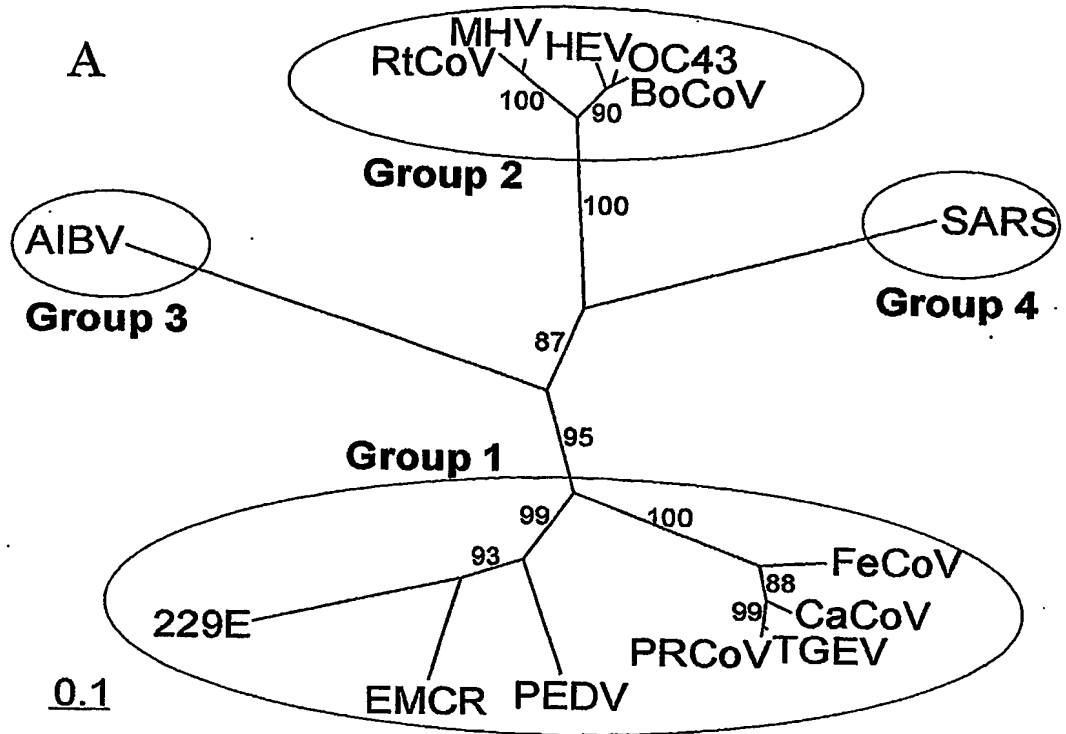 A
MHV
HEV
OC43
RtCoV
BoCoV
100
90
Group 2
100
AIBV
SARS
Group 3
Group 4
87
95
Group 1
99
100
93
FeCoV
88
CaCoV
99
229E
PRCoV
TGEV
EMCR
PEDV
0.1